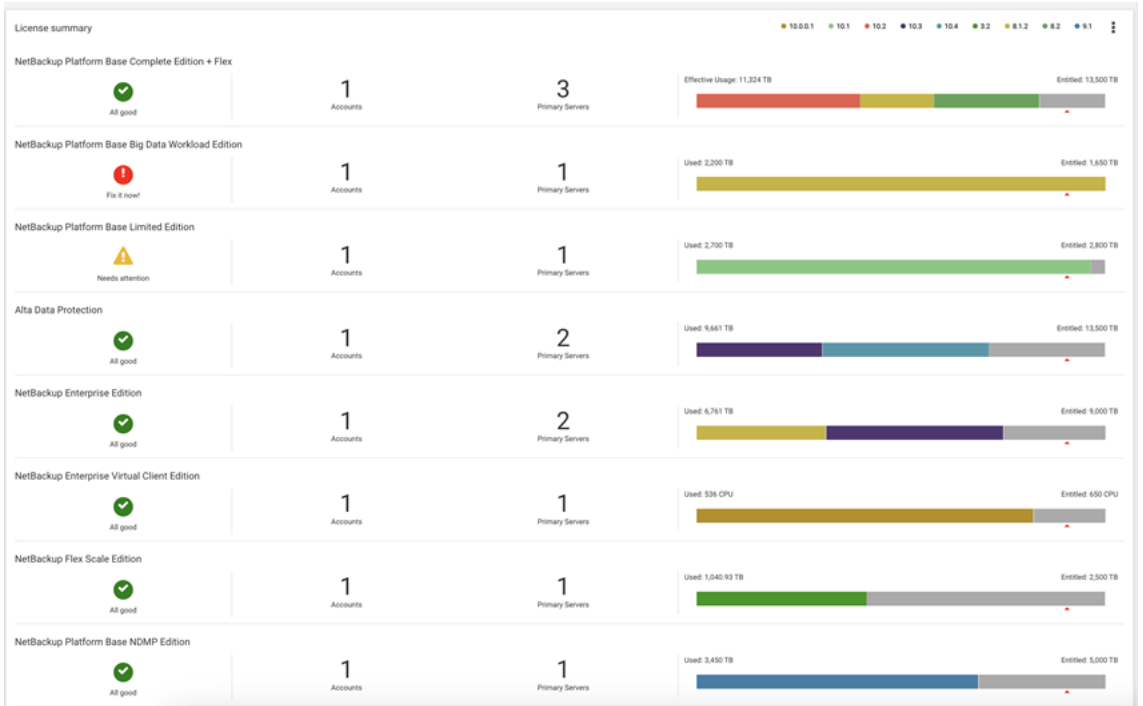 License summary
10.0.0.1 10.1 10.2 10.3 10.4 3.2 8.1.2 8.2 9.1
NetBackup Platform Base Complete Edition + Flex
All good
1
Accounts
3
Primary Servers
Effective Usage: 11,324 TB
Entitled: 13,500 TB
NetBackup Platform Base Big Data Workload Edition
Fix it now!
1
Accounts
1
Primary Servers
Used: 2,200 TB
Entitled: 1,650 TB
NetBackup Platform Base Limited Edition
Needs attention
1
Accounts
1
Primary Servers
Used: 2,700 TB
Entitled: 2,800 TB
Alta Data Protection
All good
1
Accounts
2
Primary Servers
Used: 9,661 TB
Entitled: 13,500 TB
NetBackup Enterprise Edition
All good
1
Accounts
2
Primary Servers
Used: 6,761 TB
Entitled: 9,000 TB
NetBackup Enterprise Virtual Client Edition
All good
1
Accounts
1
Primary Servers
Used: 536 CPU
Entitled: 650 CPU
NetBackup Flex Scale Edition
All good
1
Accounts
1
Primary Servers
Used: 1,040.93 TB
Entitled: 2,500 TB
NetBackup Platform Base NDMP Edition
All good
1
Accounts
1
Primary Servers
Used: 3,450 TB
Entitled: 5,000 TB